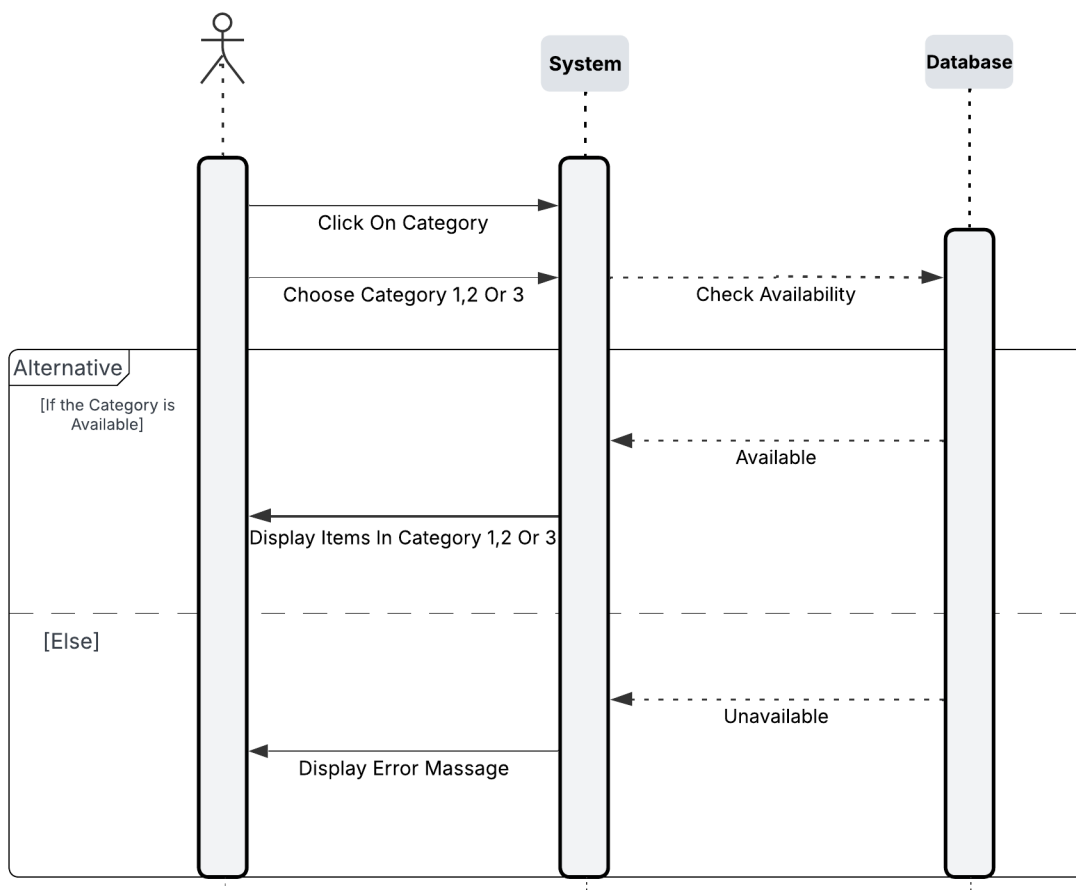 System
Database
Click On Category
Choose Category 1,2 Or 3
Check Availability
Alternative
[If the Category is
Available]
Available
Display Items In Category 1,2 Or 3
[Else]
Unavailable
Display Error Massage